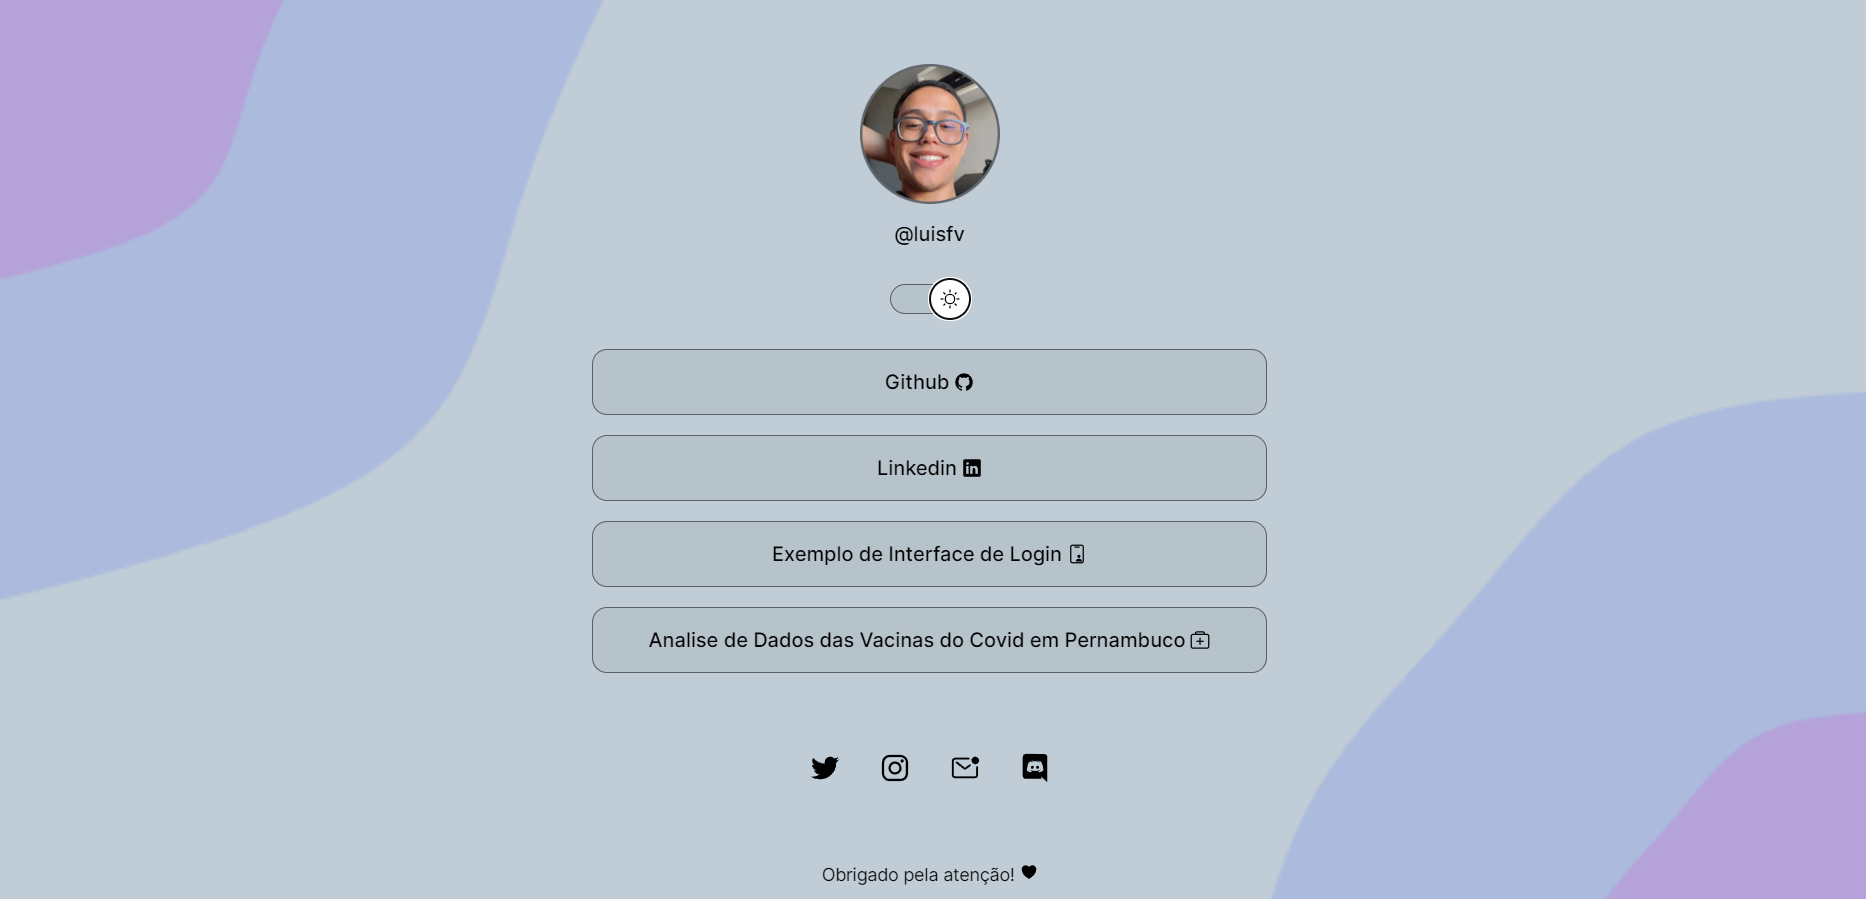 @luisfv
Github
Linkedin
Exemplo de Interface de Login
Analise de Dados das Vacinas do Covid em Pernambuco
Obrigado pela atenção!